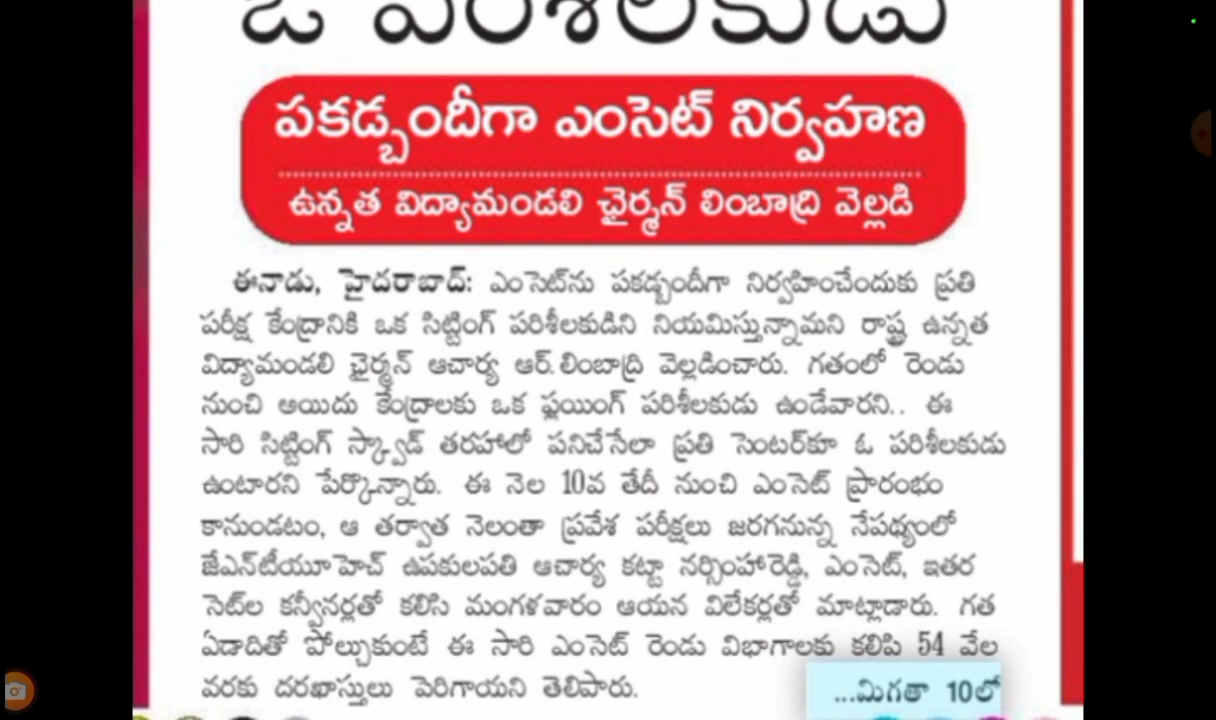 ఓ పరిశీలకుడు
పకడ్బందీగా ఎంసెట్ నిర్వహణ
ఉన్నత విద్యామండలి ఛైర్మన్ లింబాద్రి వెల్లడి
ఈనాడు, హైదరాబాద్: ఎంసెట్‌ను పకడ్బందీగా నిర్వహించేందుకు ప్రతి
పరీక్ష కేంద్రానికి ఒక సిట్టింగ్ పరిశీలకుడిని నియమిస్తున్నామని రాష్ట్ర ఉన్నత
విద్యామండలి ఛైర్మన్ ఆచార్య ఆర్.లింబాద్రి వెల్లడించారు. గతంలో రెండు
నుంచి అయిదు కేంద్రాలకు ఒక ఫ్లయింగ్ పరిశీలకుడు ఉండేవారని.. ఈ
సారి సిట్టింగ్ స్క్వాడ్ తరహాలో పనిచేసేలా ప్రతి సెంటర్‌కూ ఓ పరిశీలకుడు
ఉంటారని పేర్కొన్నారు. ఈ నెల 10వ తేదీ నుంచి ఎంసెట్ ప్రారంభం
కానుండటం, ఆ తర్వాత నెలంతా ప్రవేశ పరీక్షలు జరగనున్న నేపథ్యంలో
జేఎన్‌టీయూహెచ్ ఉపకులపతి ఆచార్య కట్టా నర్సింహారెడ్డి, ఎంసెట్, ఇతర
సెట్‌ల కన్వీనర్లతో కలిసి మంగళవారం ఆయన విలేకర్లతో మాట్లాడారు. గత
ఏడాదితో పోల్చుకుంటే ఈ సారి ఎంసెట్ రెండు విభాగాలకు కలిపి 54 వేల
వరకు దరఖాస్తులు పెరిగాయని తెలిపారు.
...మిగతా 10లో